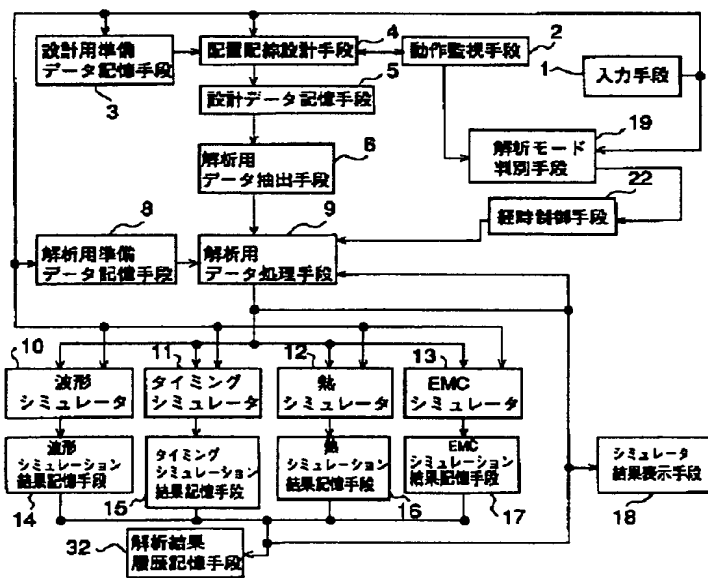 設計用準備
データ記憶手段
3
配置配線設計手段
4
動作監視手段
2
1
入力手段
5
設計データ記憶手段
6
解析用
データ抽出手段
19
解析モード
判別手段
22
経時制御手段
8
解析用準備
データ記憶手段
9
解析用
データ処理手段
10
波形
シミュレータ
11
タイミング
シミュレータ
12
熱
シミュレータ
13
EMC
シミュレータ
波形
シミュレーション
結果記憶手段
14
タイミング
シミュレーション
結果記憶手段
15
熱
シミュレーション
結果記憶手段
16
EMC
シミュレーション
結果記憶手段
17
シミュレータ
結果表示手段
18
32
解析結果
履歴記憶手段